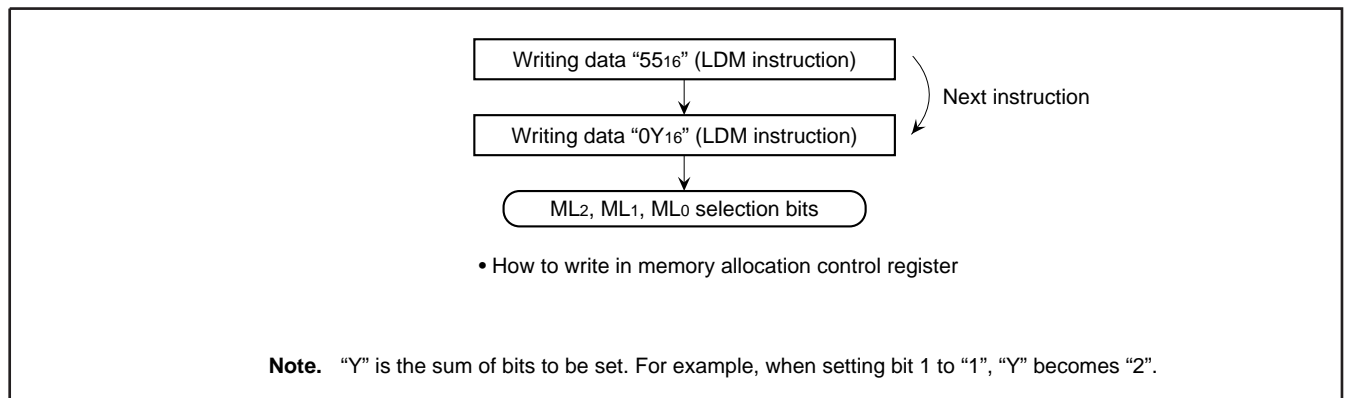 Writing data “5516” (LDM instruction)
Next instruction
Writing data “0Y16” (LDM instruction)
ML2, ML1, ML0 selection bits
• How to write in memory allocation control register
Note. “Y” is the sum of bits to be set. For example, when setting bit 1 to “1”, “Y” becomes “2”.